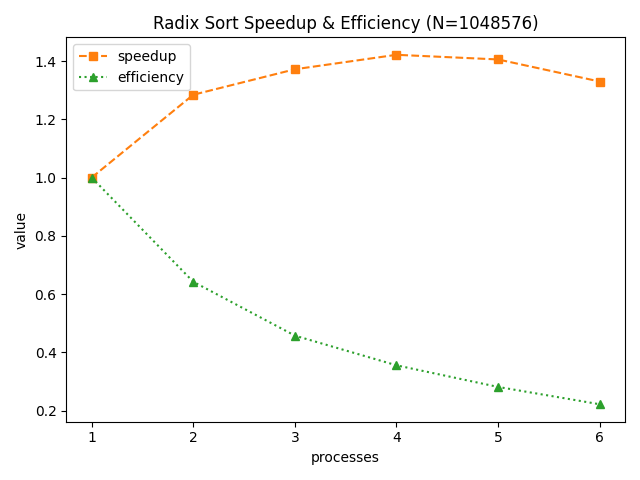 Radix Sort Speedup & Efficiency (N=1048576)
speedup
efficiency
1.4
1.2
1.0
0.8
0.6
0.4
0.2
value
1 2 3 4 5 6
processes